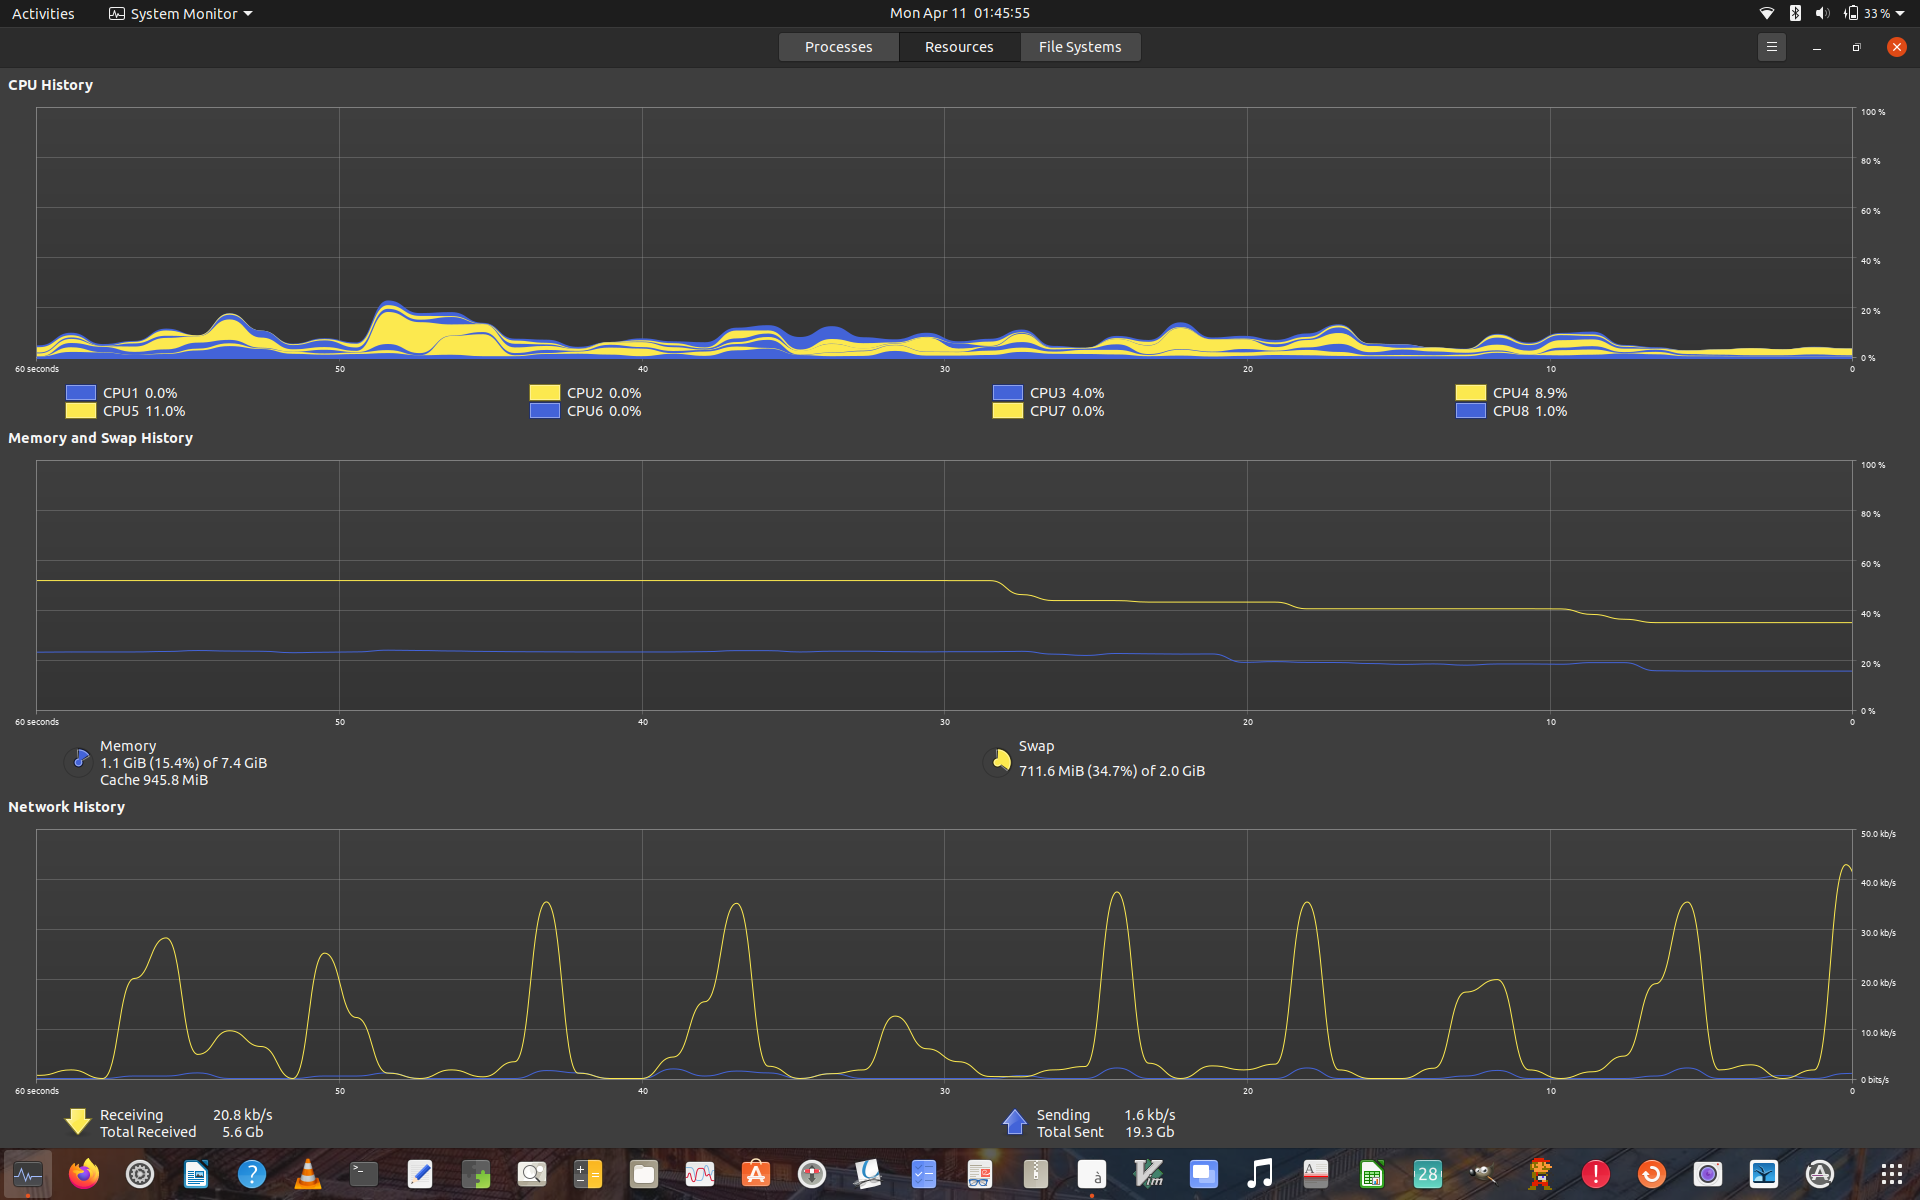 Activities
System Monitor
Mon Apr 11 01:45:55
33 %
Processes
Resources
File Systems
CPU History
100 %
80 %
60 %
40 %
20 %
0 %
60 seconds 50 40 30 20 10 0
CPU1 0.0% CPU2 0.0% CPU3 4.0% CPU4 8.9%
CPU5 11.0% CPU6 0.0% CPU7 0.0% CPU8 1.0%
Memory and Swap History
100 %
80 %
60 %
40 %
20 %
0 %
60 seconds 50 40 30 20 10 0
Memory
1.1 GiB (15.4%) of 7.4 GiB
Cache 945.8 MiB
Swap
711.6 MiB (34.7%) of 2.0 GiB
Network History
50.0 kb/s
40.0 kb/s
30.0 kb/s
20.0 kb/s
10.0 kb/s
0 bits/s
60 seconds 50 40 30 20 10 0
Receiving 20.8 kb/s
Total Received 5.6 Gb
Sending 1.6 kb/s
Total Sent 19.3 Gb
?
>_
A
à
Vim
A
28
!